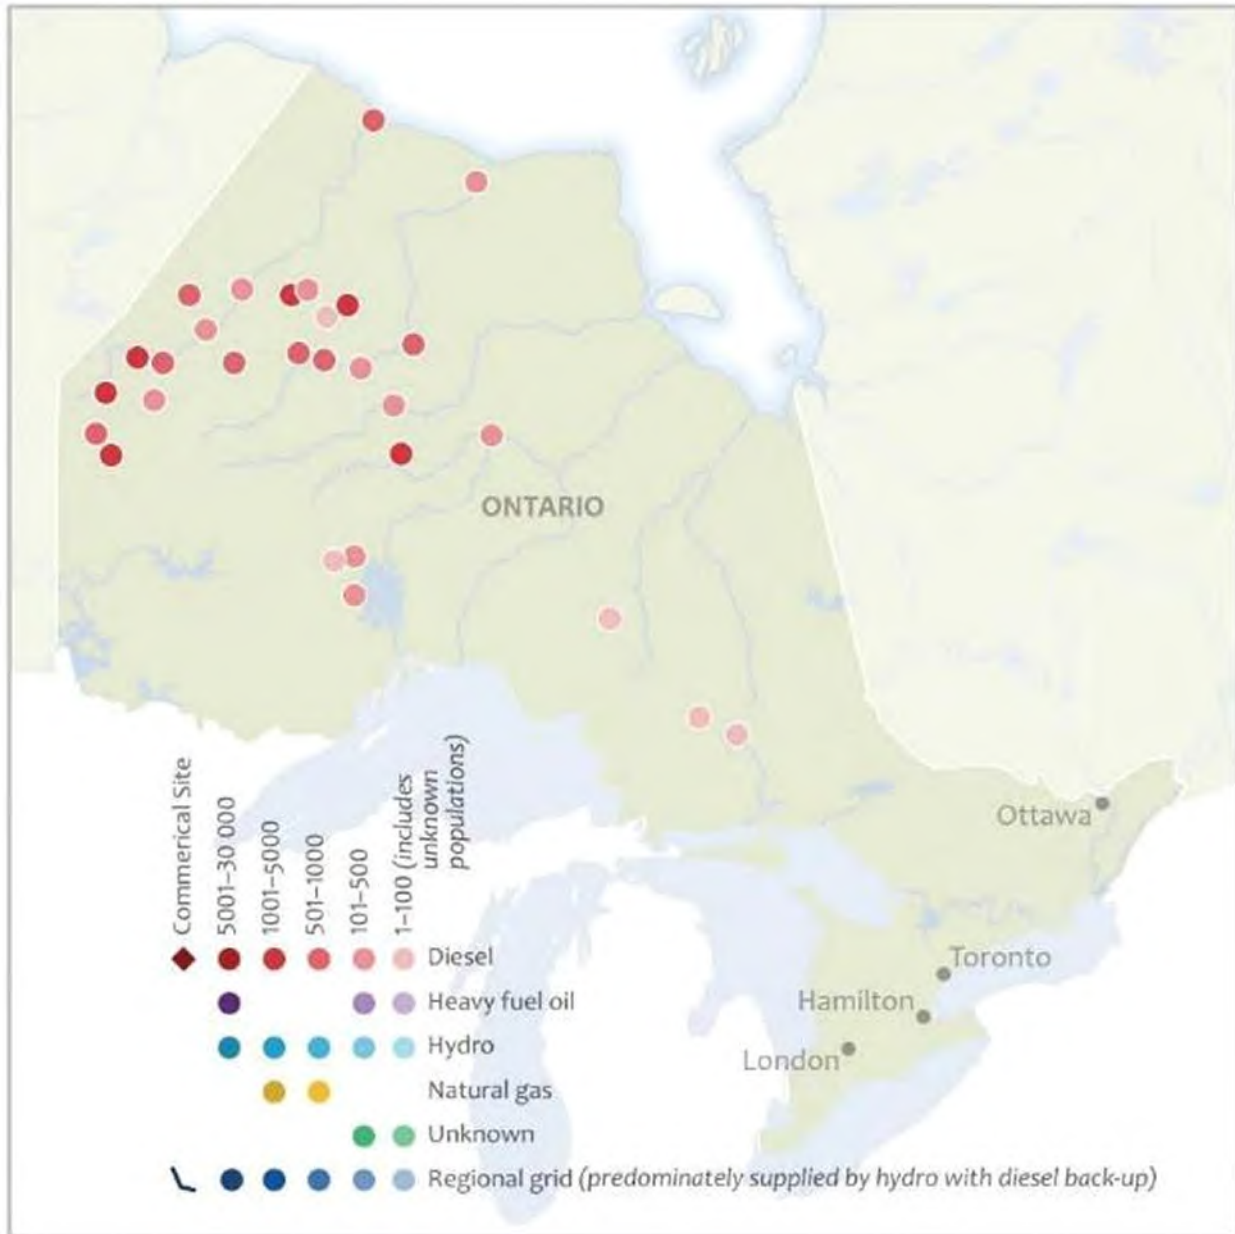 ONTARIO
Ottawa
Toronto
Hamilton
London
Commerical Site
5001–30 000
1001–5000
501–1000
101–500
1–100 (includes
unknown
populations)
Diesel
Heavy fuel oil
Hydro
Natural gas
Unknown
Regional grid (predominately supplied by hydro with diesel back-up)